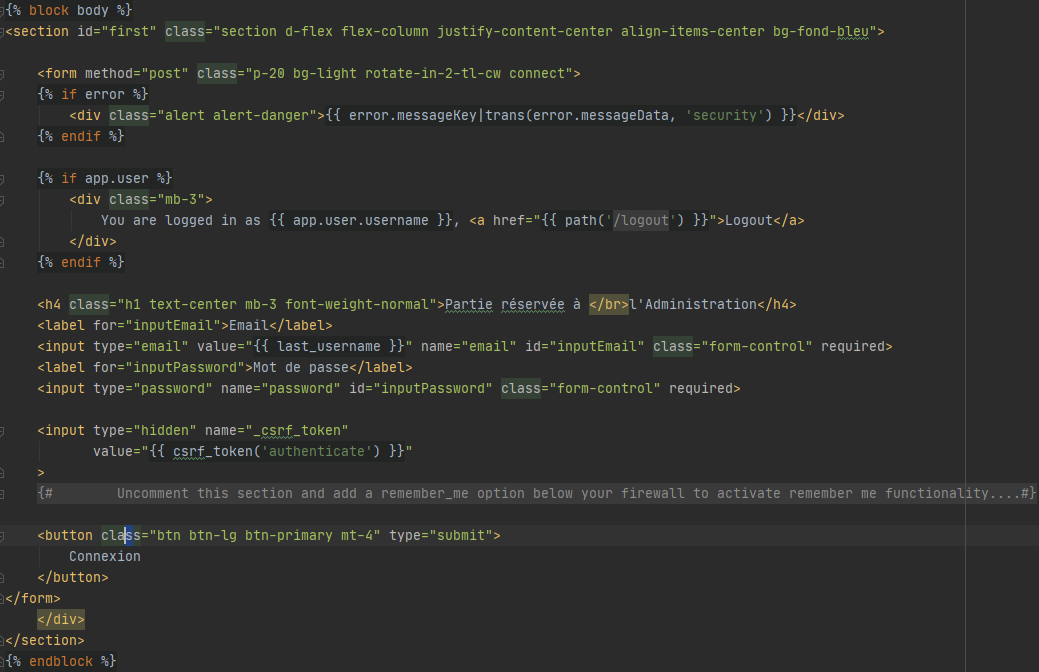 {% block body %}
<section id="first" class="section d-flex flex-column justify-content-center align-items-center bg-fond-bleu">
<form method="post" class="p-20 bg-light rotate-in-2-tl-cw connect">
{% if error %}
<div class="alert alert-danger">{{ error.messageKey|trans(error.messageData, 'security') }}</div>
{% endif %}
{% if app.user %}
<div class="mb-3">
You are logged in as {{ app.user.username }}, <a href="{{ path('/logout') }}">Logout</a>
</div>
{% endif %}
<h4 class="h1 text-center mb-3 font-weight-normal">Partie réservée à </br>l'Administration</h4>
<label for="inputEmail">Email</label>
<input type="email" value="{{ last_username }}" name="email" id="inputEmail" class="form-control" required>
<label for="inputPassword">Mot de passe</label>
<input type="password" name="password" id="inputPassword" class="form-control" required>
<input type="hidden" name="_csrf_token"
value="{{ csrf_token('authenticate') }}"
>
{# Uncomment this section and add a remember_me option below your firewall to activate remember me functionality....#}
<button class="btn btn-lg btn-primary mt-4" type="submit">
Connexion
</button>
</form>
</div>
</section>
{% endblock %}